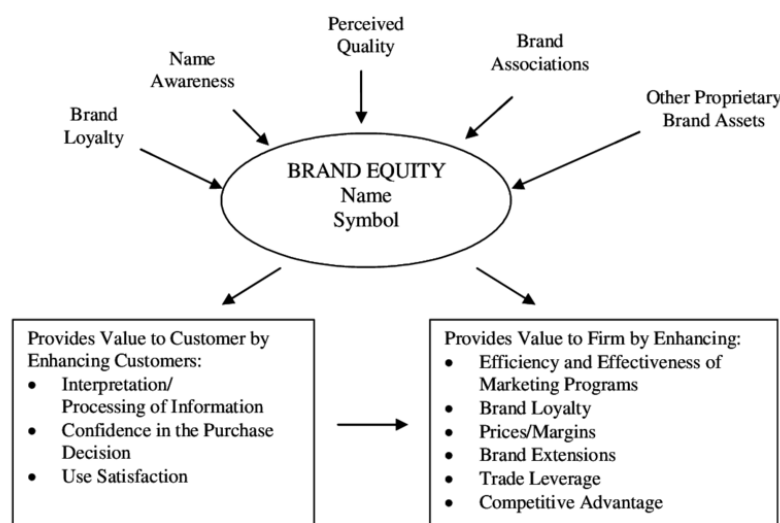 Perceived
Quality
Name
Awareness
Brand
Associations
Brand
Loyalty
Other Proprietary
Brand Assets
BRAND EQUITY
Name
Symbol
Provides Value to Customer by
Enhancing Customers:
• Interpretation/
Processing of Information
• Confidence in the Purchase
Decision
• Use Satisfaction
Provides Value to Firm by Enhancing:
• Efficiency and Effectiveness of
Marketing Programs
• Brand Loyalty
• Prices/Margins
• Brand Extensions
• Trade Leverage
• Competitive Advantage